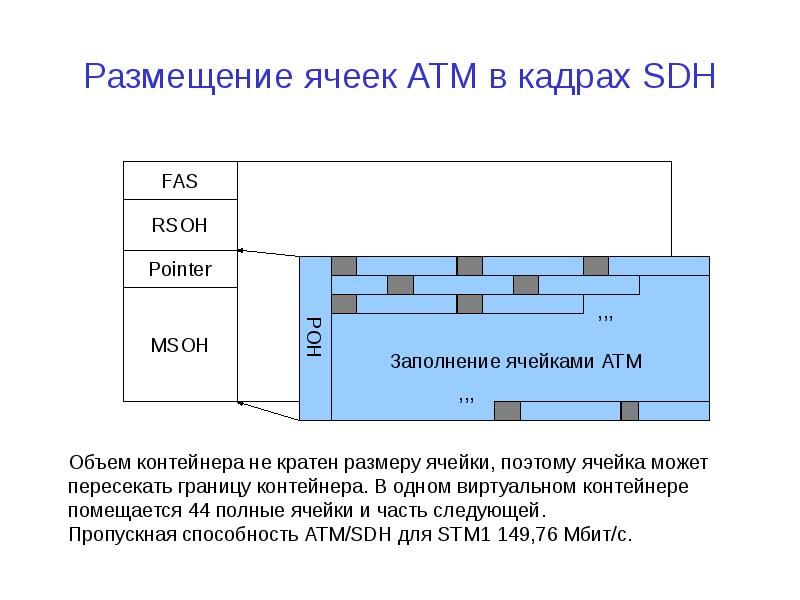 Размещение ячеек ATM в кадрах SDH
FAS
RSOH
Pointer
MSOH
POH
,,,
Заполнение ячейками ATM
,,,
Объем контейнера не кратен размеру ячейки, поэтому ячейка может
пересекать границу контейнера. В одном виртуальном контейнере
помещается 44 полные ячейки и часть следующей.
Пропускная способность ATM/SDH для STM1 149,76 Мбит/с.